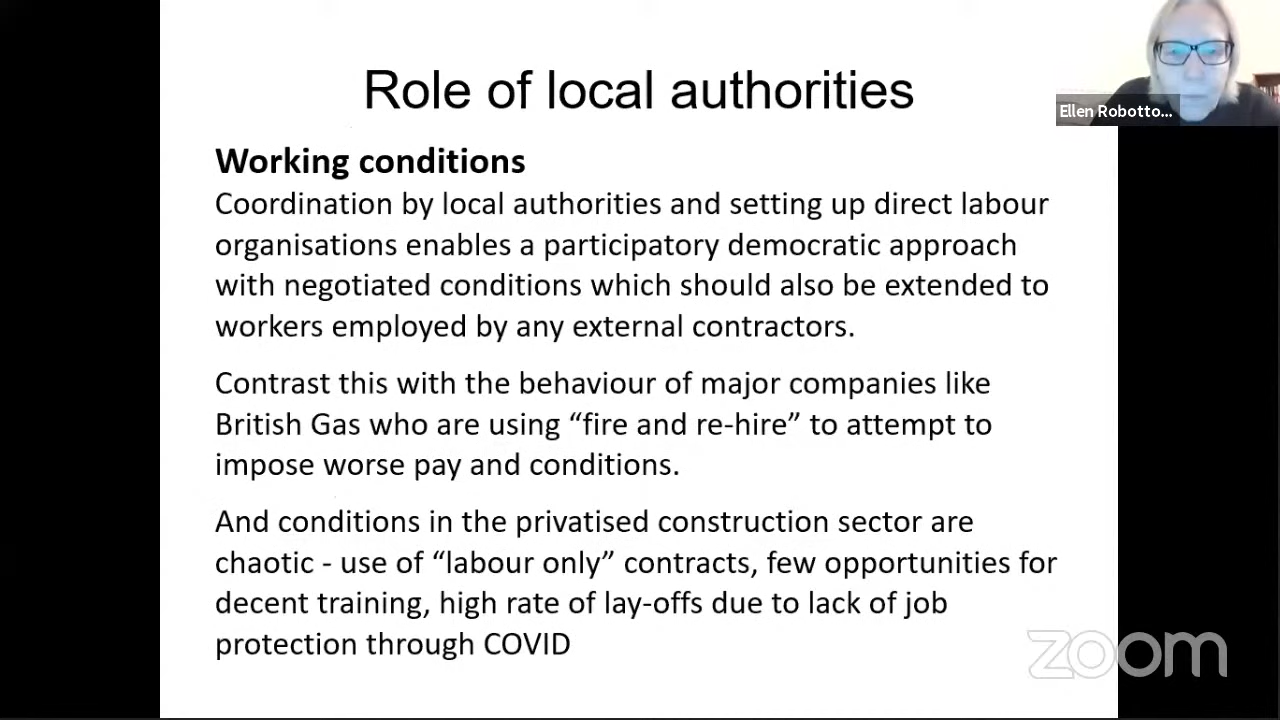 Role of local authorities
Ellen Robotto...
Working conditions
Coordination by local authorities and setting up direct labour
organisations enables a participatory democratic approach
with negotiated conditions which should also be extended to
workers employed by any external contractors.
Contrast this with the behaviour of major companies like
British Gas who are using “fire and re-hire” to attempt to
impose worse pay and conditions.
And conditions in the privatised construction sector are
chaotic - use of “labour only” contracts, few opportunities for
decent training, high rate of lay-offs due to lack of job
protection through COVID
zoom